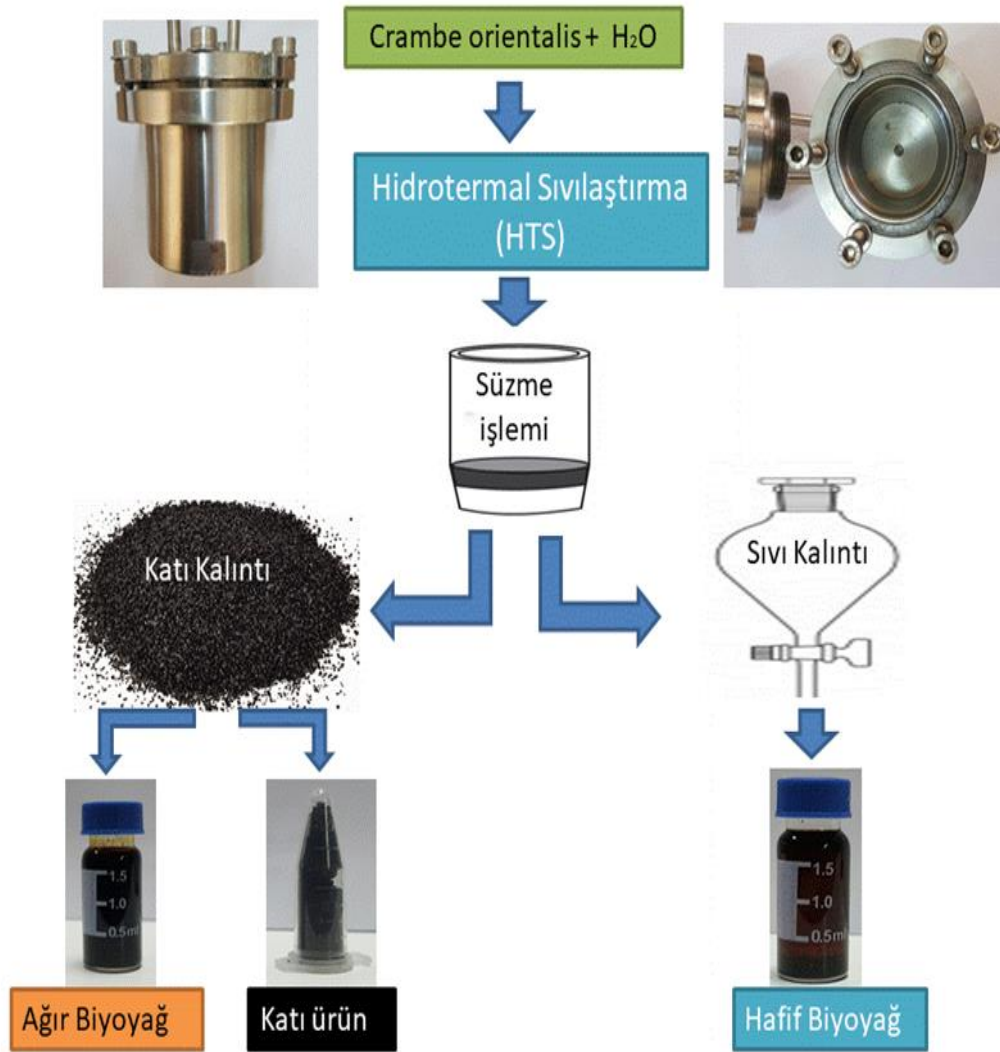 Crambe orientalis + H₂O
Hidrotermal Sıvılaştırma
(HTS)
Süzme
işlemi
Katı Kalıntı
Sıvı Kalıntı
1.5
1.0
0.5ml
1.5
1.0
0.5ml
Ağır Biyoyağ
Katı ürün
Hafif Biyoyağ